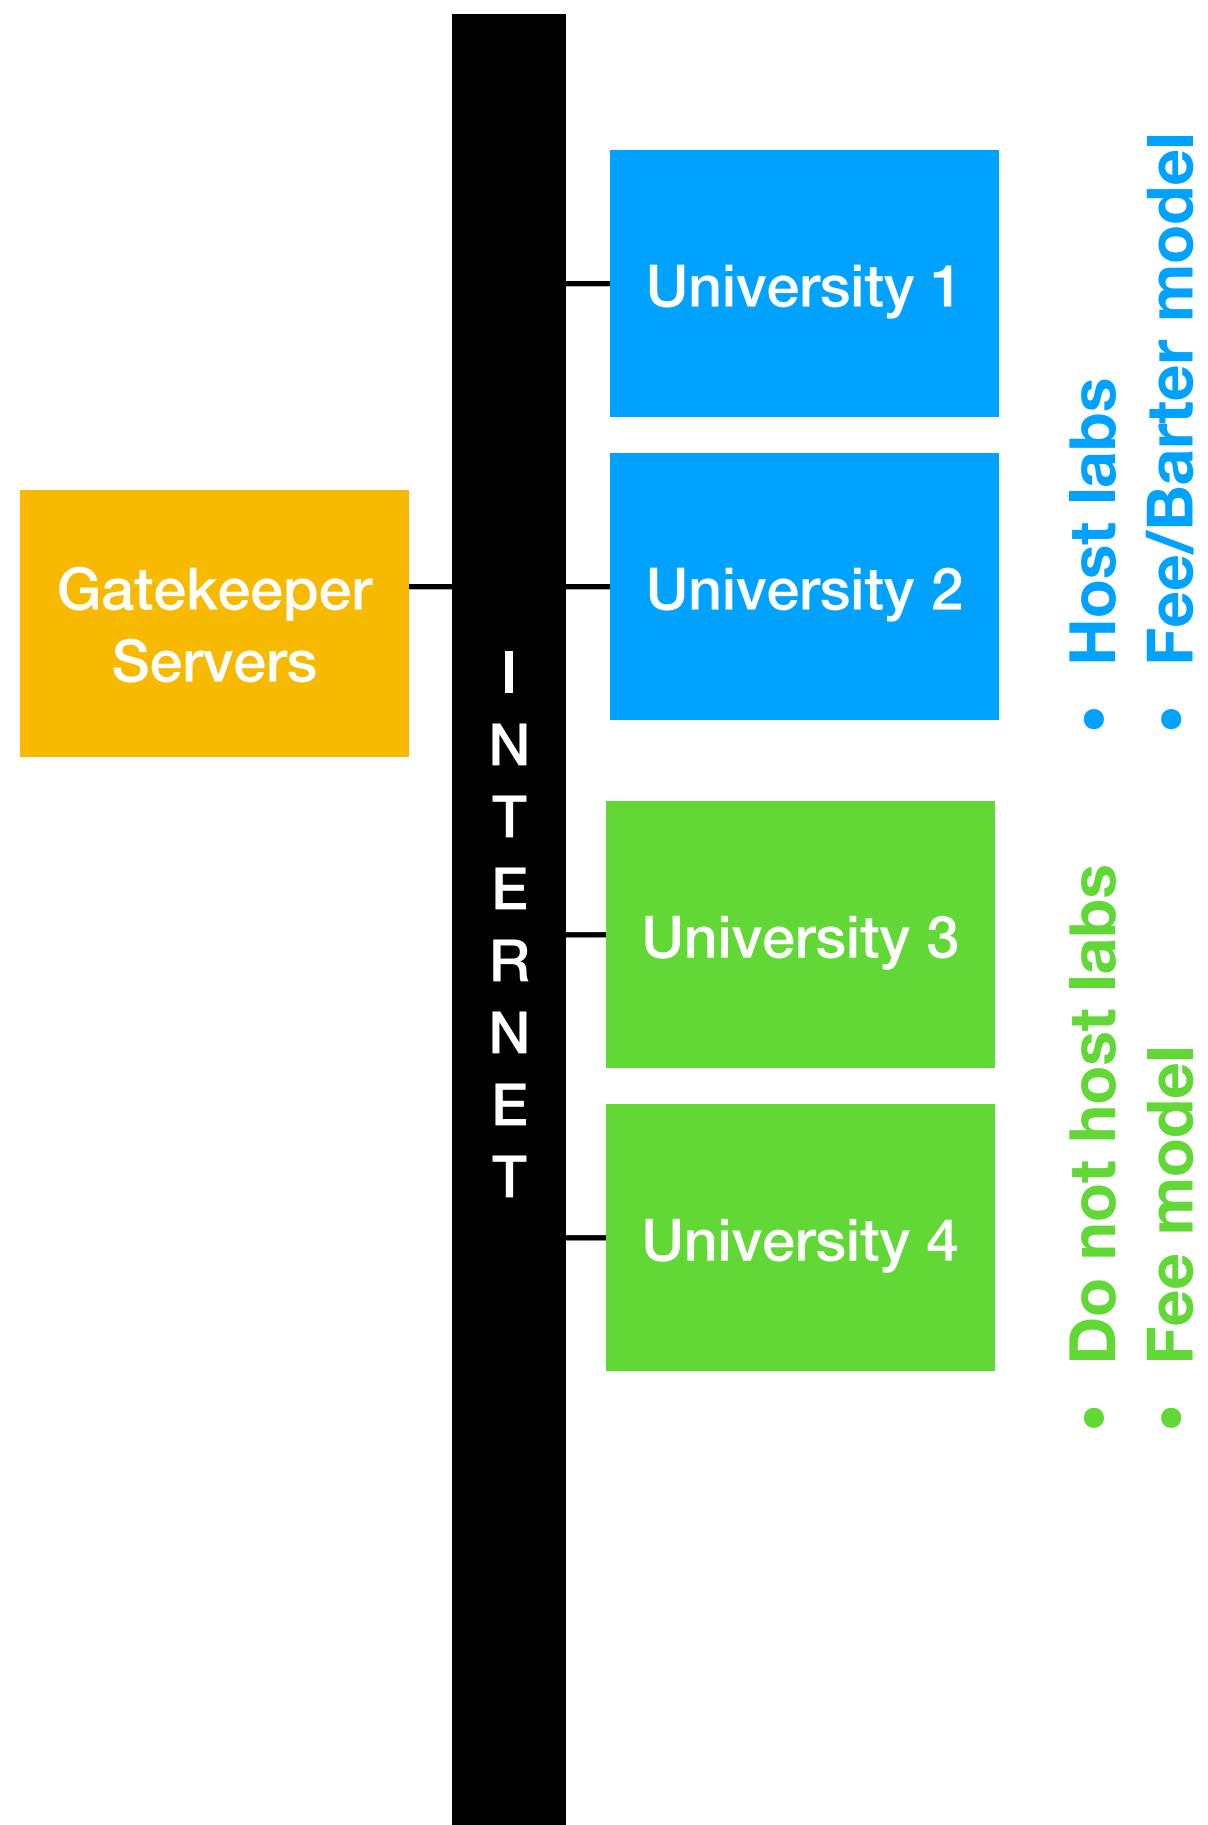 Gatekeeper
Servers
I
N
T
E
R
N
E
T
University 1
University 2
University 3
University 4
• Host labs
• Fee/Barter model
• Do not host labs
• Fee model